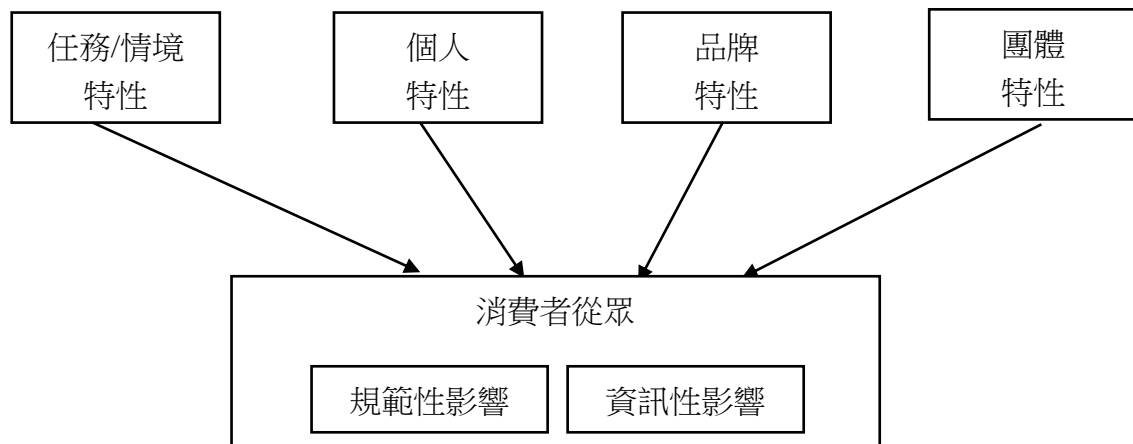 任務/情境
特性
個人
特性
品牌
特性
團體
特性
消費者從眾
規範性影響
資訊性影響